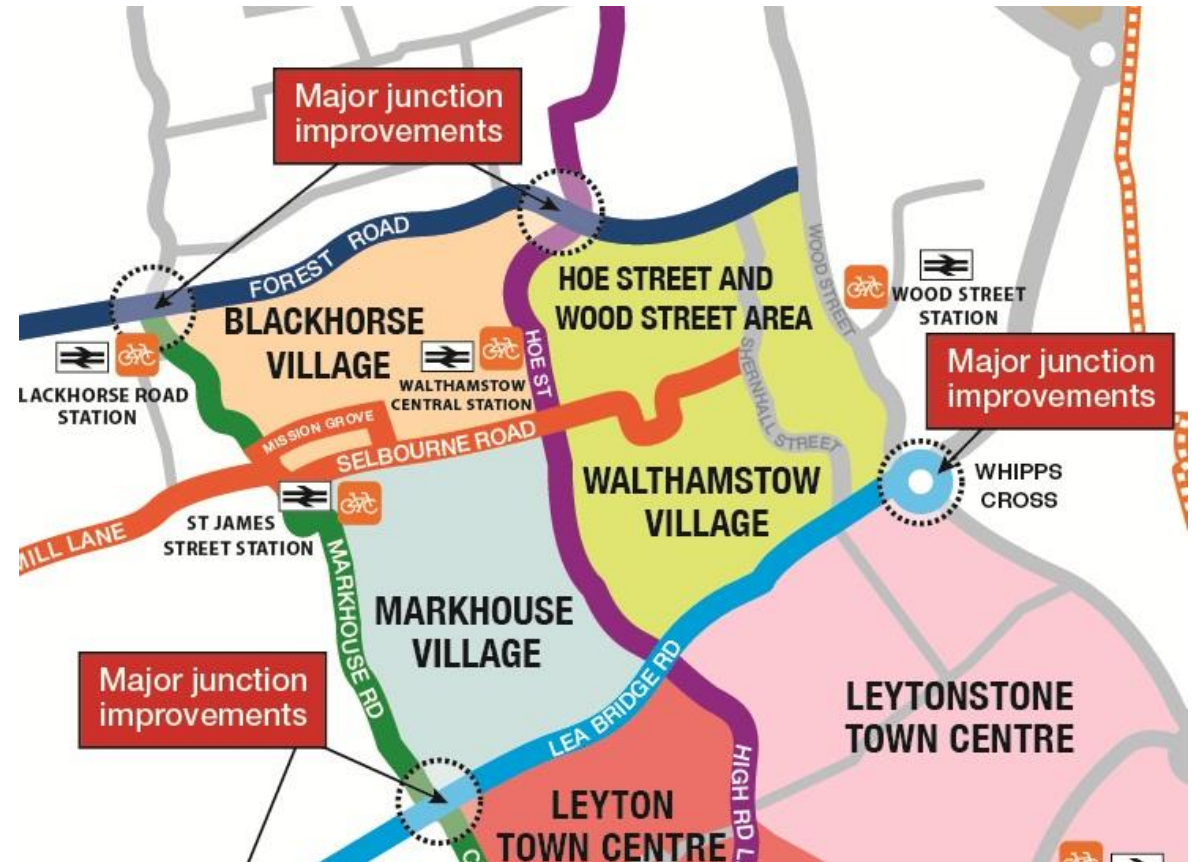 Major junction
improvements
FOREST ROAD
BLACKHORSE
VILLAGE
HOE STREET AND
WOOD STREET AREA
WOOD STREET
WOOD STREET
STATION
LACKHORSE ROAD
STATION
WALTHAMSTOW
CENTRAL STATION
HOE ST
SHERNHALL STREET
Major junction
improvements
MISSION GROVE
SELBOURNE ROAD
WALTHAMSTOW
VILLAGE
WHIPPS
CROSS
MILL LANE
ST JAMES
STREET STATION
MARKHOUSE RD
MARKHOUSE
VILLAGE
Major junction
improvements
LEA BRIDGE RD
LEYTONSTONE
TOWN CENTRE
HIGH RD L
LEYTON
TOWN CENTRE
C